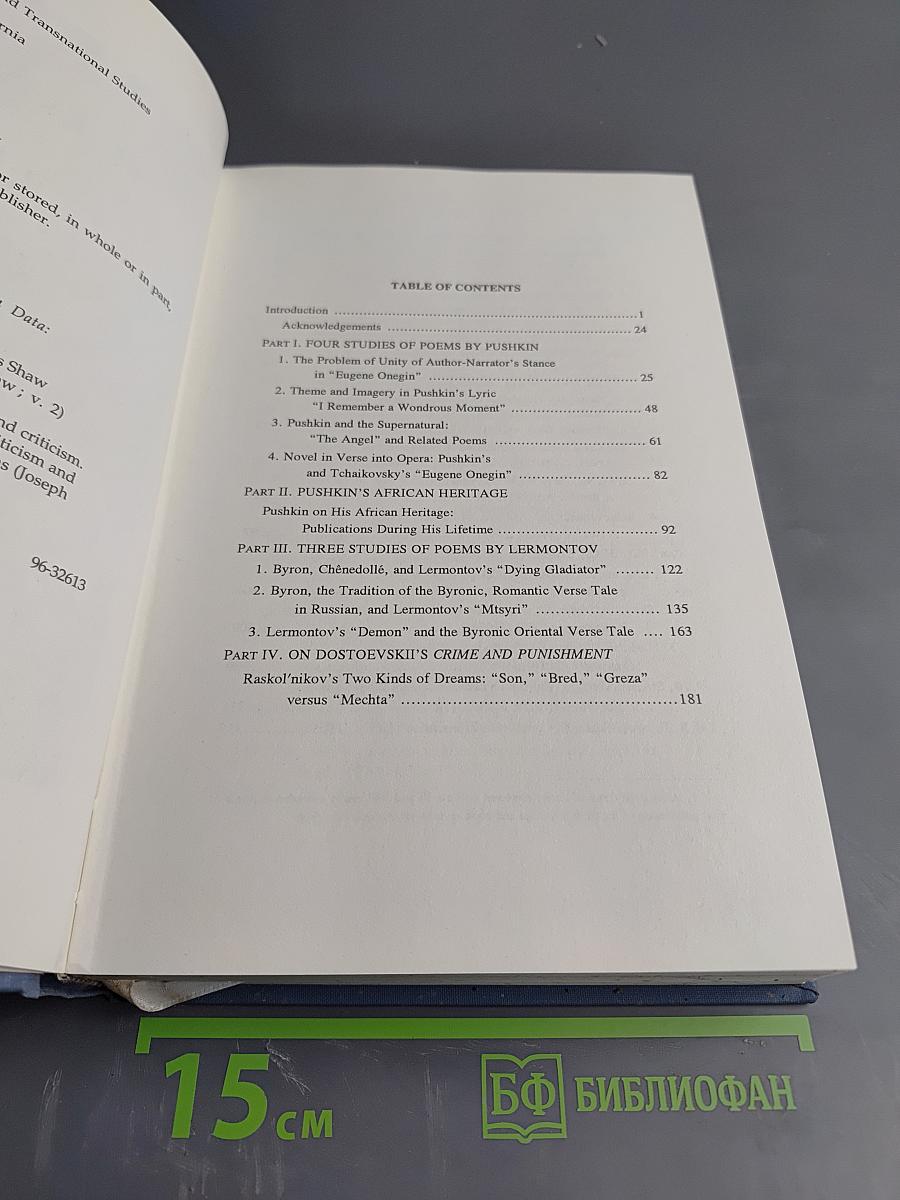 nd Transnational Studies
rnia
or stored, in whole or in part,
blisher.
Data:
s Shaw
w ; v. 2)
nd criticism.
ticism and
s (Joseph
96-32613
TABLE OF CONTENTS
Introduction ........ 1
Acknowledgements ........ 24
PART I. FOUR STUDIES OF POEMS BY PUSHKIN
1. The Problem of Unity of Author-Narrator's Stance
in “Eugene Onegin” ........ 25
2. Theme and Imagery in Pushkin's Lyric
“I Remember a Wondrous Moment” ........ 48
3. Pushkin and the Supernatural:
“The Angel” and Related Poems ........ 61
4. Novel in Verse into Opera: Pushkin's
and Tchaikovsky's “Eugene Onegin” ........ 82
PART II. PUSHKIN'S AFRICAN HERITAGE
Pushkin on His African Heritage:
Publications During His Lifetime ........ 92
PART III. THREE STUDIES OF POEMS BY LERMONTOV
1. Byron, Chênedollé, and Lermontov's “Dying Gladiator” ........ 122
2. Byron, the Tradition of the Byronic, Romantic Verse Tale
in Russian, and Lermontov's “Mtsyri” ........ 135
3. Lermontov's “Demon” and the Byronic Oriental Verse Tale .... 163
PART IV. ON DOSTOEVSKII'S CRIME AND PUNISHMENT
Raskol′nikov's Two Kinds of Dreams: “Son,” “Bred,” “Greza”
versus “Mechta” ........ 181
15 см
БФ БИБЛИОФАН